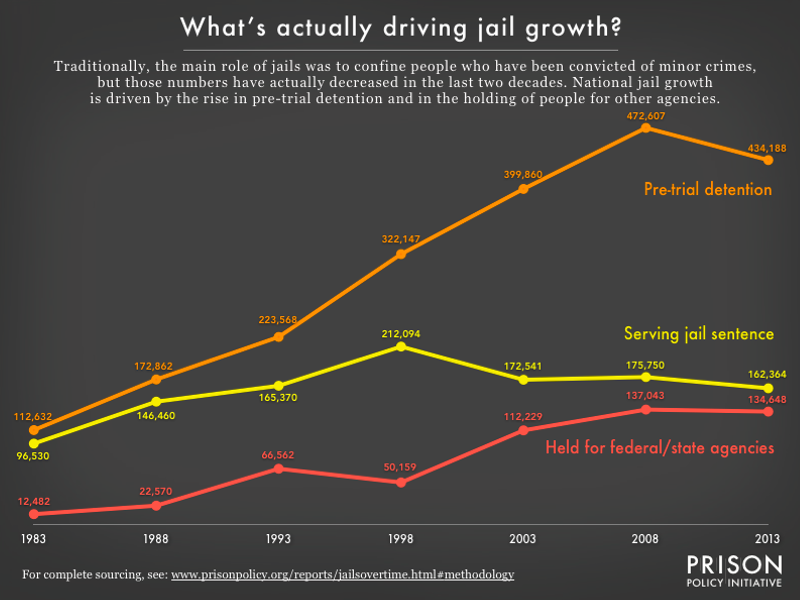 What's actually driving jail growth?
Traditionally, the main role of jails was to confine people who have been convicted of minor crimes,
but those numbers have actually decreased in the last two decades. National jail growth
is driven by the rise in pre-trial detention and in the holding of people for other agencies.
472,607
434,188
399,860
Pre-trial detention
322,147
223,568
212,094
Serving jail sentence
172,862
172,541
175,750
162,364
165,370
146,460
137,043
134,648
112,632
112,229
96,530
Held for federal/state agencies
66,562
50,159
22,570
12,482
1983 1988 1993 1998 2003 2008 2013
For complete sourcing, see: www.prisonpolicy.org/reports/jailsovertime.html#methodology
PRISON
POLICY INITIATIVE